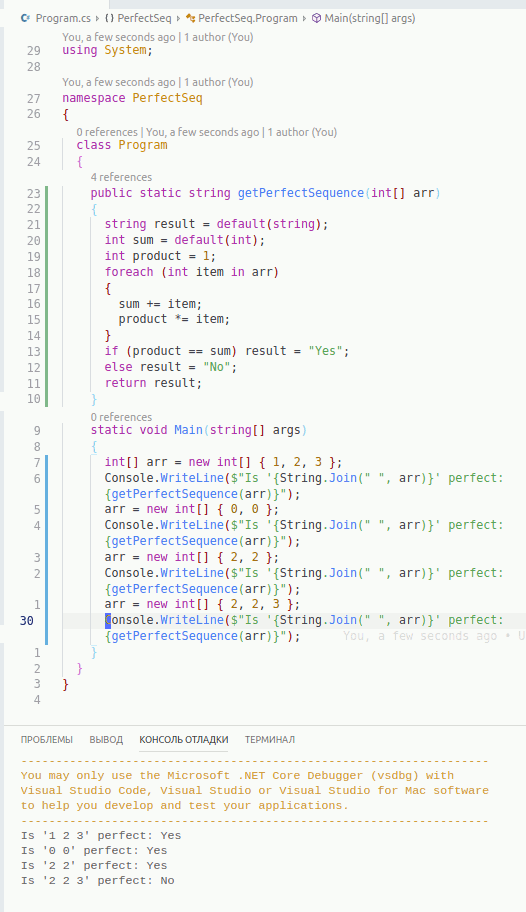 Program.cs › {} PerfectSeq › PerfectSeq.Program › Main(string[] args)
You, a few seconds ago | 1 author (You)
29 using System;
28
You, a few seconds ago | 1 author (You)
27 namespace PerfectSeq
26 {
0 references | You, a few seconds ago | 1 author (You)
25 class Program
24 {
4 references
23 public static string getPerfectSequence(int[] arr)
22 {
21 string result = default(string);
20 int sum = default(int);
19 int product = 1;
18 foreach (int item in arr)
17 {
16 sum += item;
15 product *= item;
14 }
13 if (product == sum) result = "Yes";
12 else result = "No";
11 return result;
10 }
0 references
9 static void Main(string[] args)
8 {
7 int[] arr = new int[] { 1, 2, 3 };
6 Console.WriteLine($"Is '{String.Join(" ", arr)}' perfect:
{getPerfectSequence(arr)}");
5 arr = new int[] { 0, 0 };
4 Console.WriteLine($"Is '{String.Join(" ", arr)}' perfect:
{getPerfectSequence(arr)}");
3 arr = new int[] { 2, 2 };
2 Console.WriteLine($"Is '{String.Join(" ", arr)}' perfect:
{getPerfectSequence(arr)}");
1 arr = new int[] { 2, 2, 3 };
30 Console.WriteLine($"Is '{String.Join(" ", arr)}' perfect:
{getPerfectSequence(arr)}"); You, a few seconds ago • U
1 }
2 }
3 }
4
ПРОБЛЕМЫ ВЫВОД КОНСОЛЬ ОТЛАДКИ ТЕРМИНАЛ
-------------------------------------------------------------------
You may only use the Microsoft .NET Core Debugger (vsdbg) with
Visual Studio Code, Visual Studio or Visual Studio for Mac software
to help you develop and test your applications.
-------------------------------------------------------------------
Is '1 2 3' perfect: Yes
Is '0 0' perfect: Yes
Is '2 2' perfect: Yes
Is '2 2 3' perfect: No